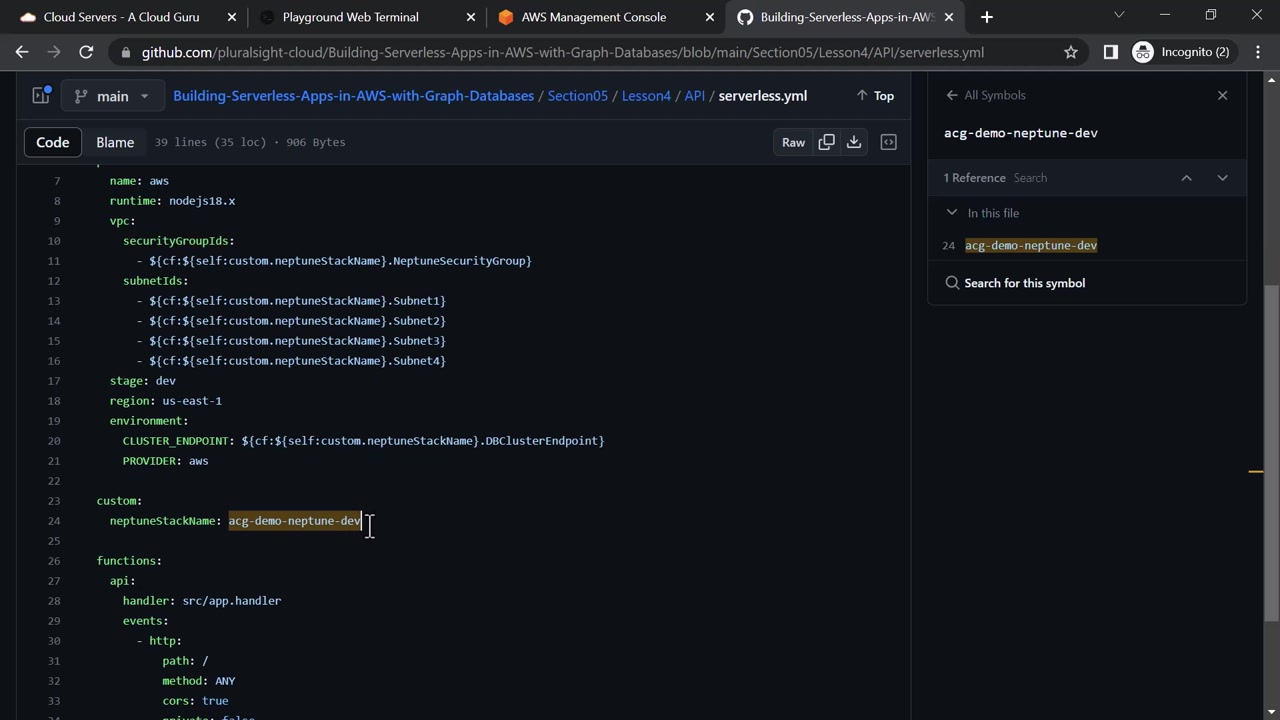 Cloud Servers - A Cloud Guru
Playground Web Terminal
AWS Management Console
Building-Serverless-Apps-in-AWS
github.com/pluralsight-cloud/Building-Serverless-Apps-in-AWS-with-Graph-Databases/blob/main/Section05/Lesson4/API/serverless.yml
Incognito (2)
main
Building-Serverless-Apps-in-AWS-with-Graph-Databases / Section05 / Lesson4 / API / serverless.yml
Top
All Symbols
acg-demo-neptune-dev
Code
Blame
39 lines (35 loc) · 906 Bytes
Raw
1 Reference Search
In this file
24 acg-demo-neptune-dev
Search for this symbol
7 name: aws
8 runtime: nodejs18.x
9 vpc:
10 securityGroupIds:
11 - ${cf:${self:custom.neptuneStackName}.NeptuneSecurityGroup}
12 subnetIds:
13 - ${cf:${self:custom.neptuneStackName}.Subnet1}
14 - ${cf:${self:custom.neptuneStackName}.Subnet2}
15 - ${cf:${self:custom.neptuneStackName}.Subnet3}
16 - ${cf:${self:custom.neptuneStackName}.Subnet4}
17 stage: dev
18 region: us-east-1
19 environment:
20 CLUSTER_ENDPOINT: ${cf:${self:custom.neptuneStackName}.DBClusterEndpoint}
21 PROVIDER: aws
22
23 custom:
24 neptuneStackName: acg-demo-neptune-dev
25
26 functions:
27 api:
28 handler: src/app.handler
29 events:
30 - http:
31 path: /
32 method: ANY
33 cors: true
34 private: false